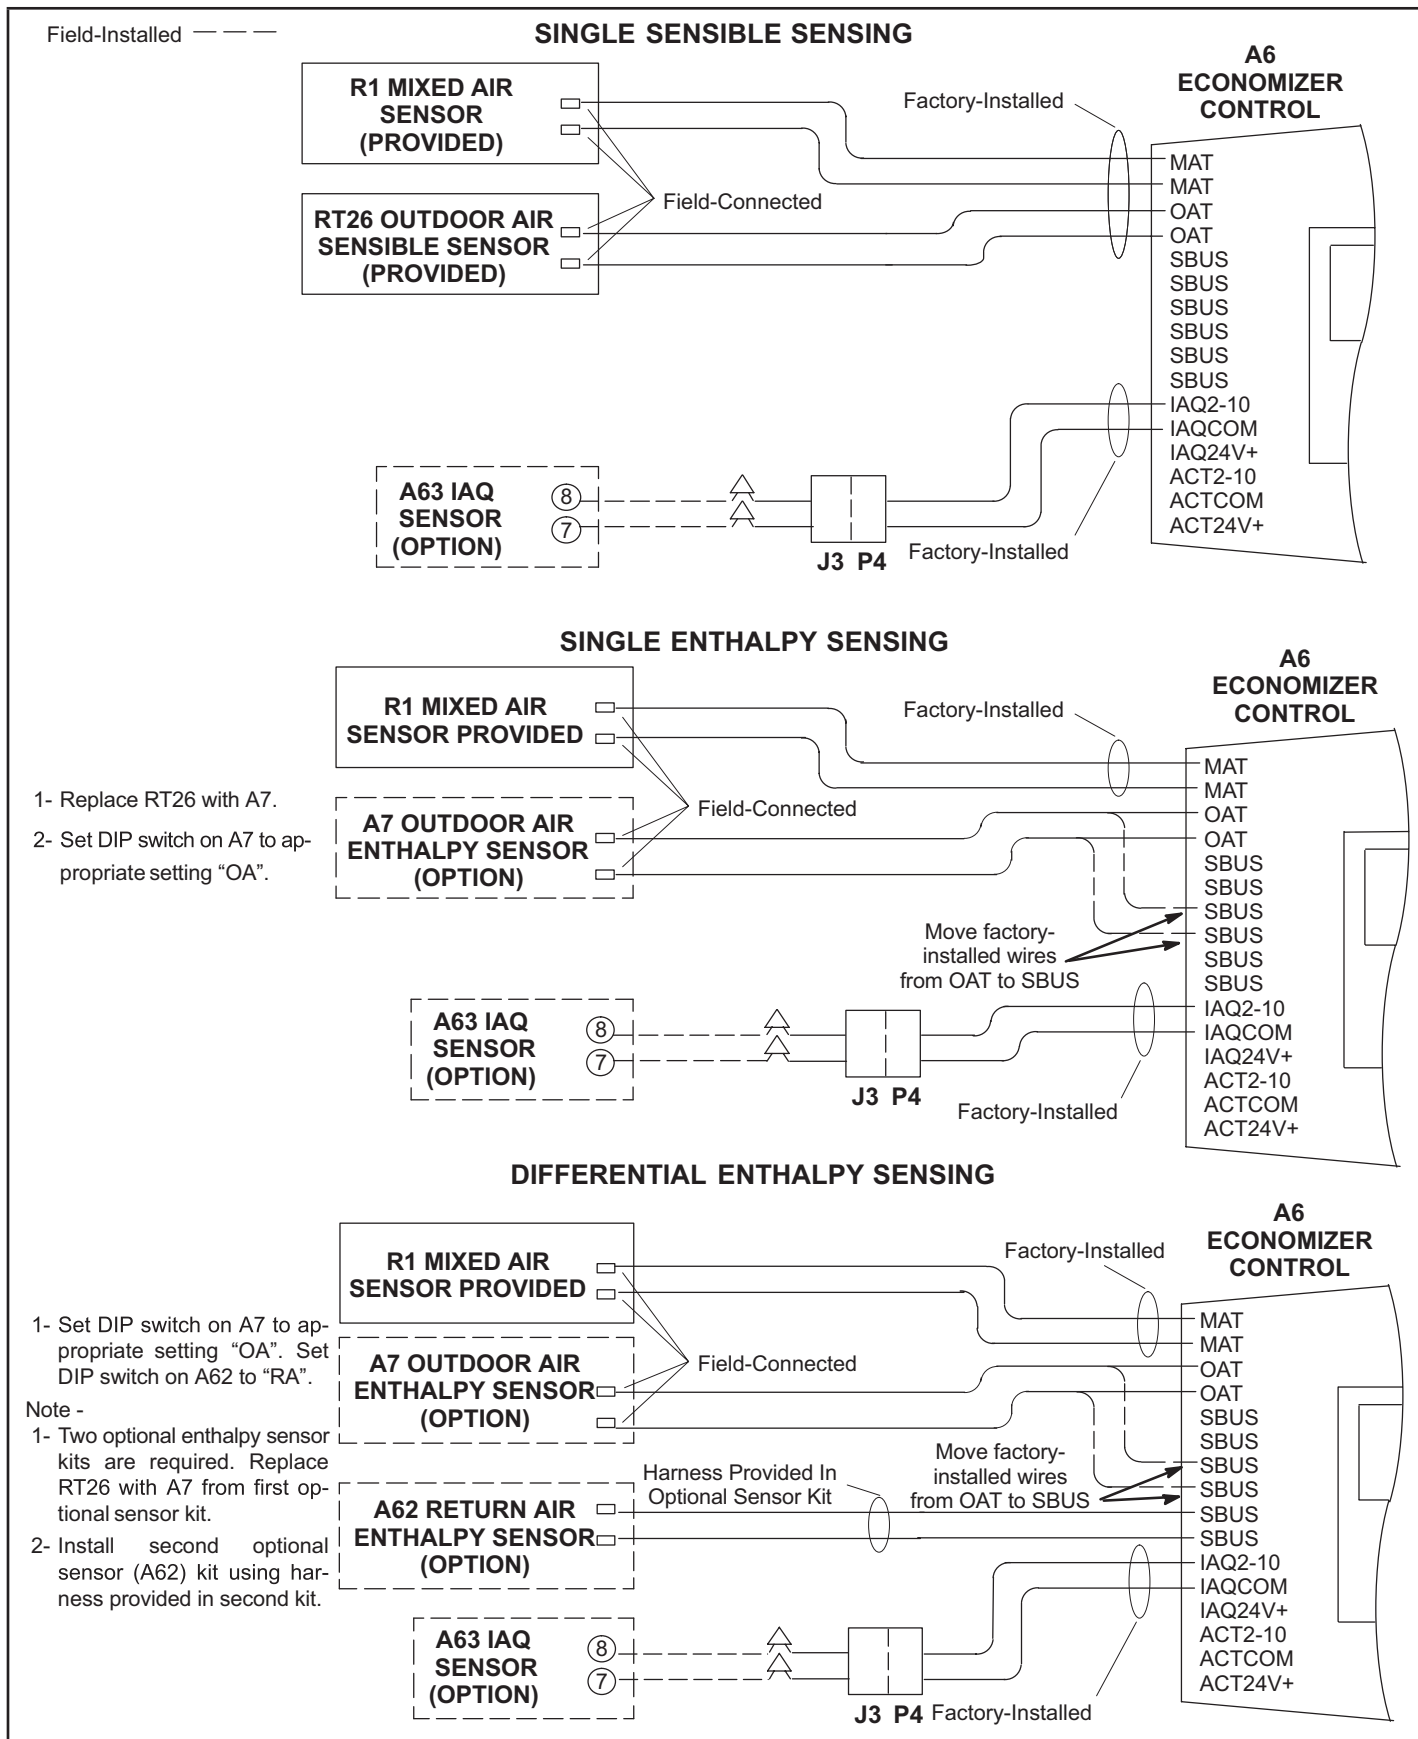 Field-Installed
SINGLE SENSIBLE SENSING
A6
ECONOMIZER
CONTROL
R1 MIXED AIR
SENSOR
(PROVIDED)
Factory-Installed
Field-Connected
RT26 OUTDOOR AIR
SENSIBLE SENSOR
(PROVIDED)
MAT
MAT
OAT
OAT
SBUS
SBUS
SBUS
SBUS
SBUS
SBUS
IAQ2-10
IAQCOM
IAQ24V+
ACT2-10
ACTCOM
ACT24V+
A63 IAQ
SENSOR
(OPTION)
8
7
J3 P4
Factory-Installed
SINGLE ENTHALPY SENSING
A6
ECONOMIZER
CONTROL
R1 MIXED AIR
SENSOR PROVIDED
Factory-Installed
1- Replace RT26 with A7.
2- Set DIP switch on A7 to ap-
propriate setting “OA”.
Field-Connected
A7 OUTDOOR AIR
ENTHALPY SENSOR
(OPTION)
MAT
MAT
OAT
OAT
SBUS
SBUS
SBUS
SBUS
SBUS
SBUS
IAQ2-10
IAQCOM
IAQ24V+
ACT2-10
ACTCOM
ACT24V+
Move factory-
installed wires
from OAT to SBUS
A63 IAQ
SENSOR
(OPTION)
8
7
J3 P4
Factory-Installed
DIFFERENTIAL ENTHALPY SENSING
A6
ECONOMIZER
CONTROL
R1 MIXED AIR
SENSOR PROVIDED
Factory-Installed
1- Set DIP switch on A7 to ap-
propriate setting “OA”. Set
DIP switch on A62 to “RA”.
Note -
1- Two optional enthalpy sensor
kits are required. Replace
RT26 with A7 from first op-
tional sensor kit.
2- Install second optional
sensor (A62) kit using har-
ness provided in second kit.
Field-Connected
A7 OUTDOOR AIR
ENTHALPY SENSOR
(OPTION)
Harness Provided In
Optional Sensor Kit
Move factory-
installed wires
from OAT to SBUS
A62 RETURN AIR
ENTHALPY SENSOR
(OPTION)
MAT
MAT
OAT
OAT
SBUS
SBUS
SBUS
SBUS
SBUS
SBUS
IAQ2-10
IAQCOM
IAQ24V+
ACT2-10
ACTCOM
ACT24V+
A63 IAQ
SENSOR
(OPTION)
8
7
J3 P4
Factory-Installed